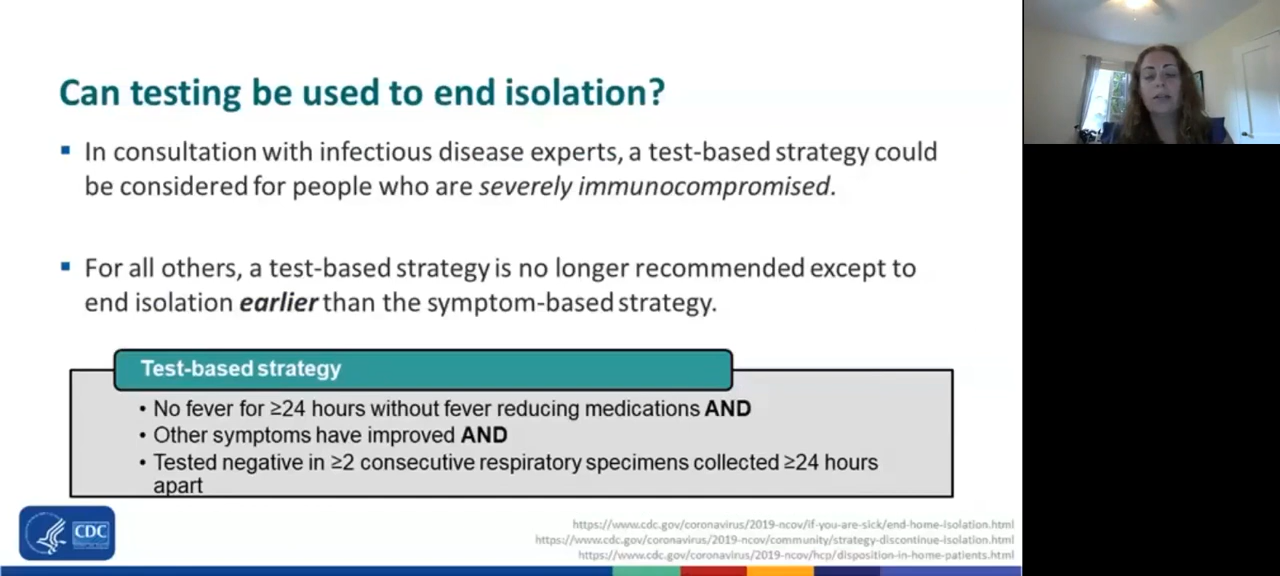 Can testing be used to end isolation?
▪ In consultation with infectious disease experts, a test-based strategy could
be considered for people who are severely immunocompromised.
▪ For all others, a test-based strategy is no longer recommended except to
end isolation earlier than the symptom-based strategy.
Test-based strategy
• No fever for ≥24 hours without fever reducing medications AND
• Other symptoms have improved AND
• Tested negative in ≥2 consecutive respiratory specimens collected ≥24 hours
apart
CDC
https://www.cdc.gov/coronavirus/2019-ncov/if-you-are-sick/end-home-isolation.html
https://www.cdc.gov/coronavirus/2019-ncov/community/strategy-discontinue-isolation.html
https://www.cdc.gov/coronavirus/2019-ncov/hcp/disposition-in-home-patients.html